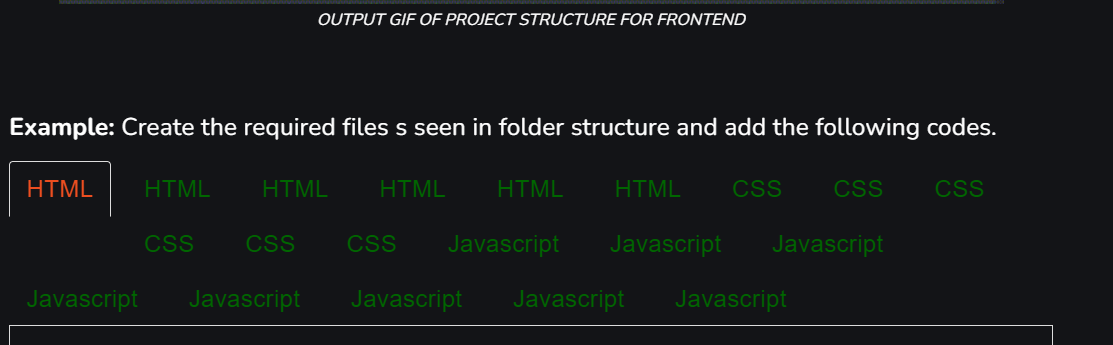 OUTPUT GIF OF PROJECT STRUCTURE FOR FRONTEND
Example: Create the required files s seen in folder structure and add the following codes.
HTML HTML HTML HTML HTML HTML CSS CSS CSS
CSS CSS CSS Javascript Javascript Javascript
Javascript Javascript Javascript Javascript Javascript